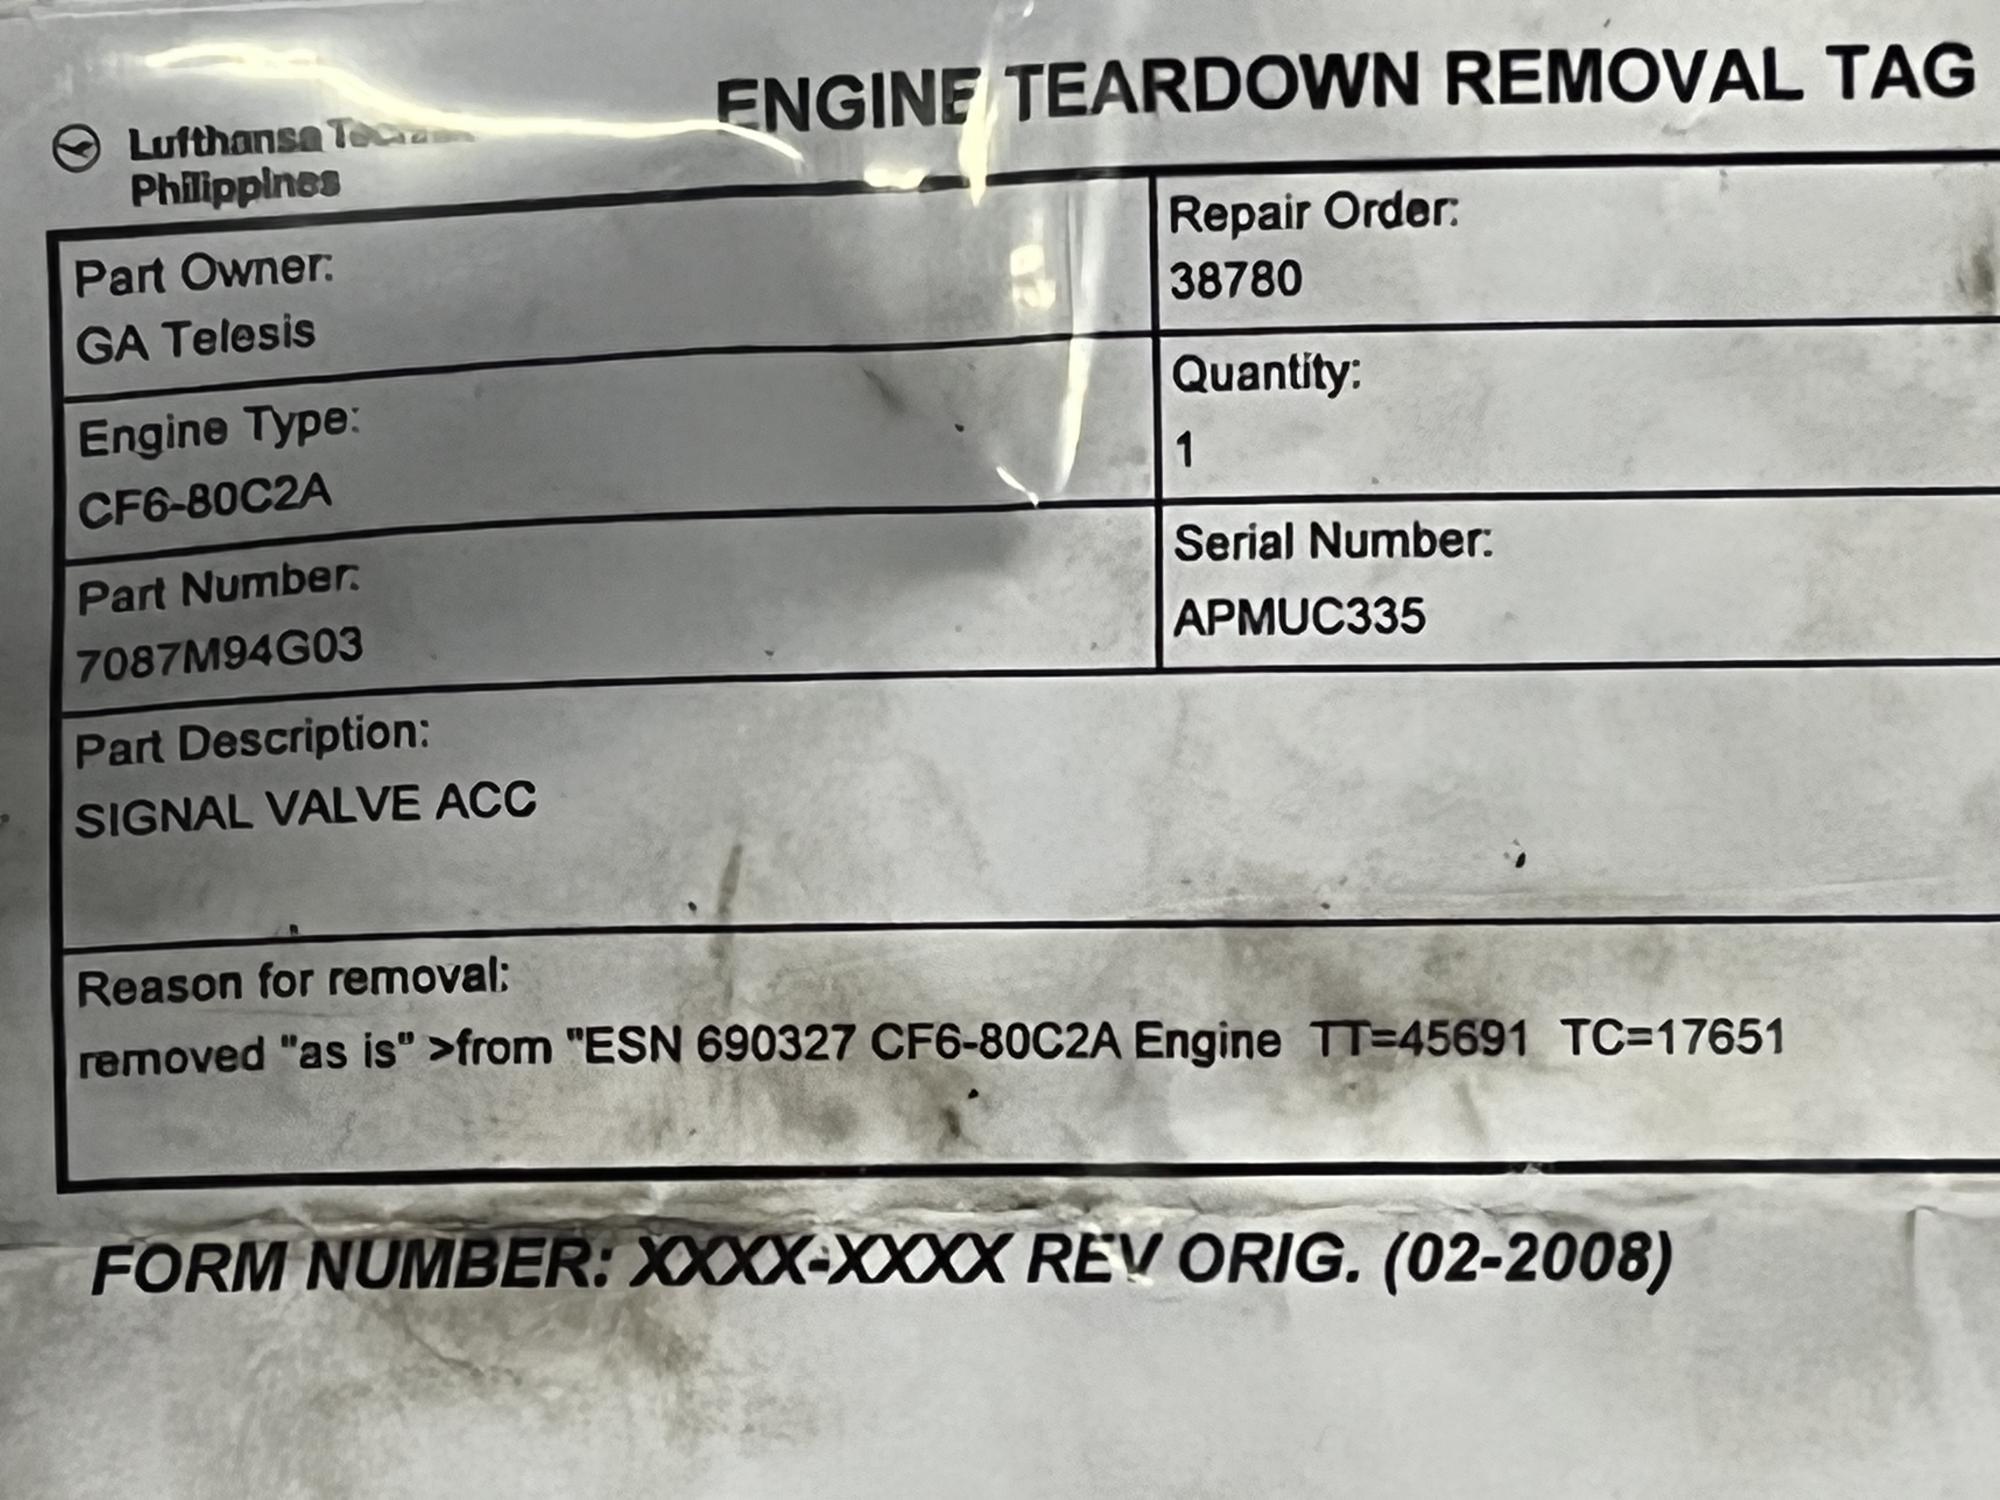 ENGINE TEARDOWN REMOVAL TAG
Lufthansa
Philippines
Part Owner:
GA Telesis
Repair Order:
38780
Engine Type:
CF6-80C2A
Quantity:
1
Part Number:
7087M94G03
Serial Number:
APMUC335
Part Description:
SIGNAL VALVE ACC
Reason for removal:
removed "as is" >from "ESN 690327 CF6-80C2A Engine TT=45691 TC=17651
FORM NUMBER: XXXX-XXXX REV ORIG. (02-2008)